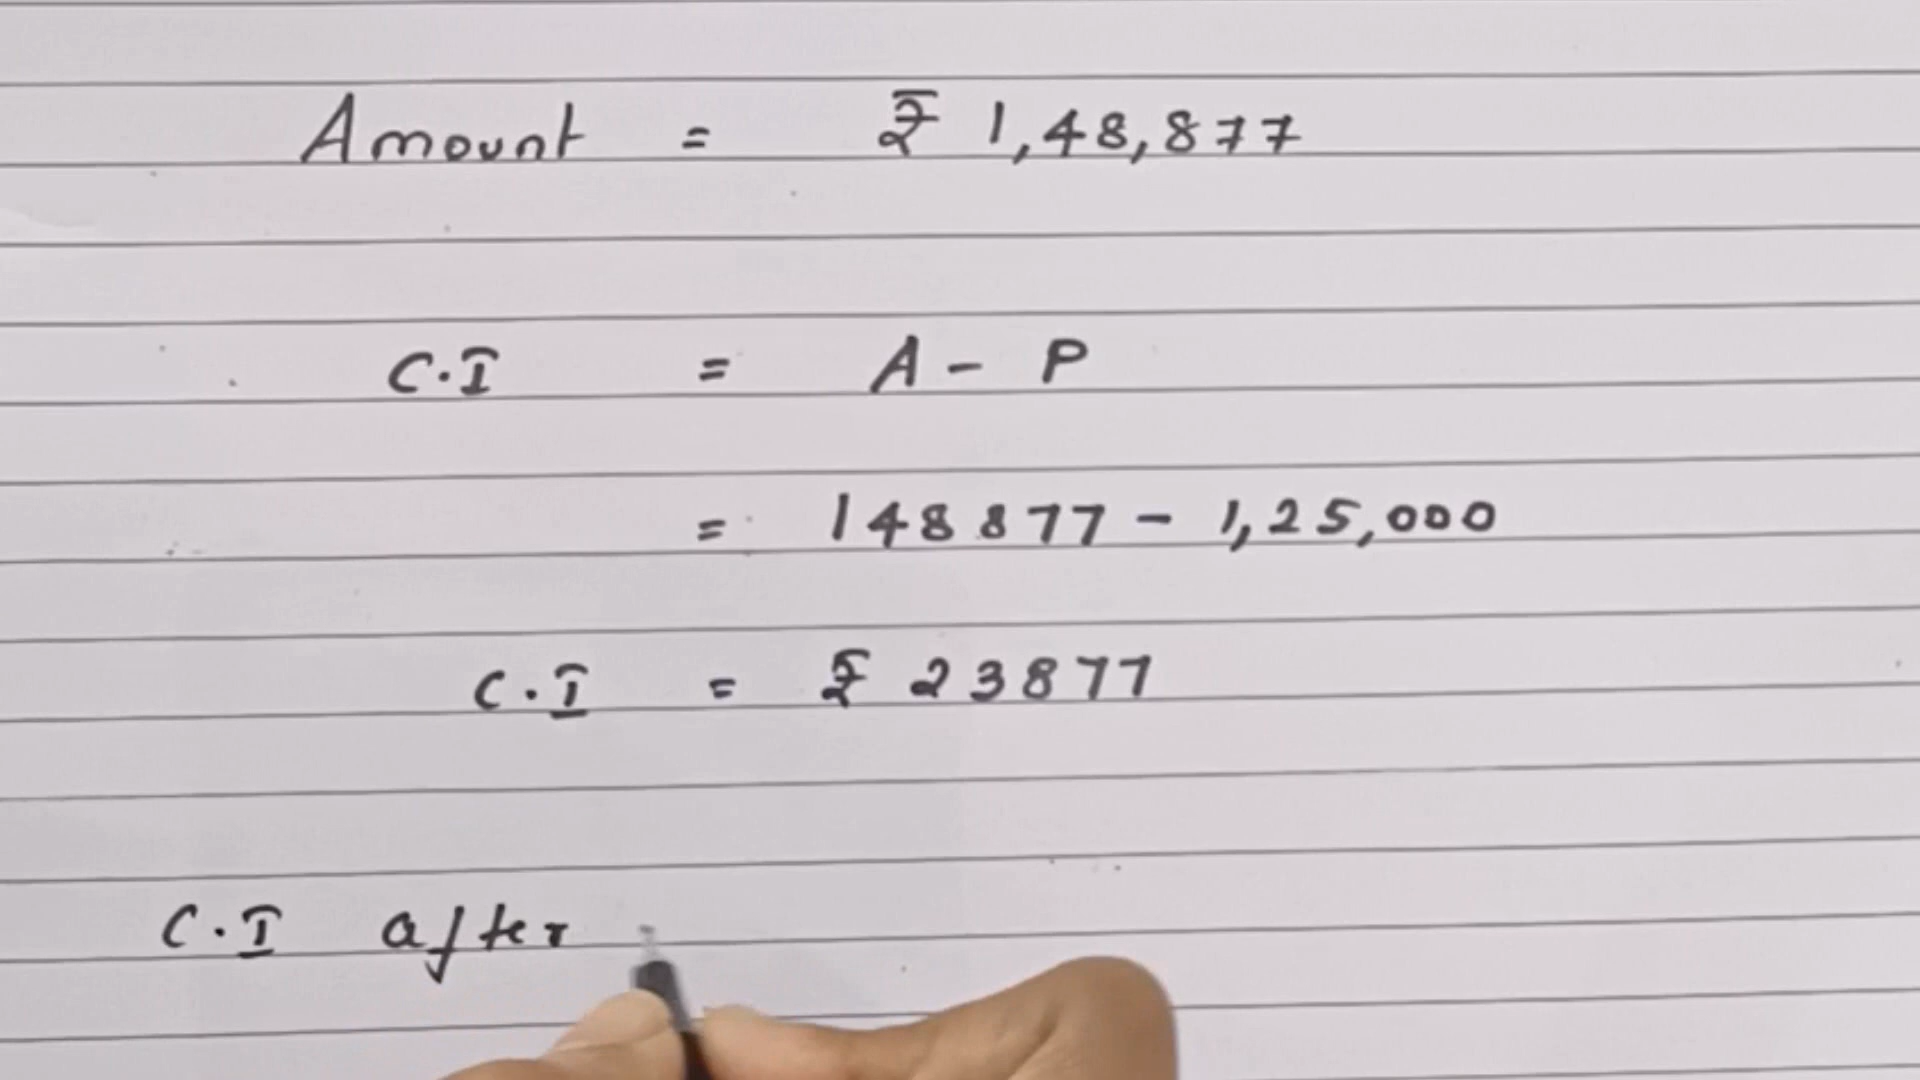 Amount = ₹ 1,48,877
C.I = A - P
= 148877 - 1,25,000
C.I = ₹ 23877
C.I after